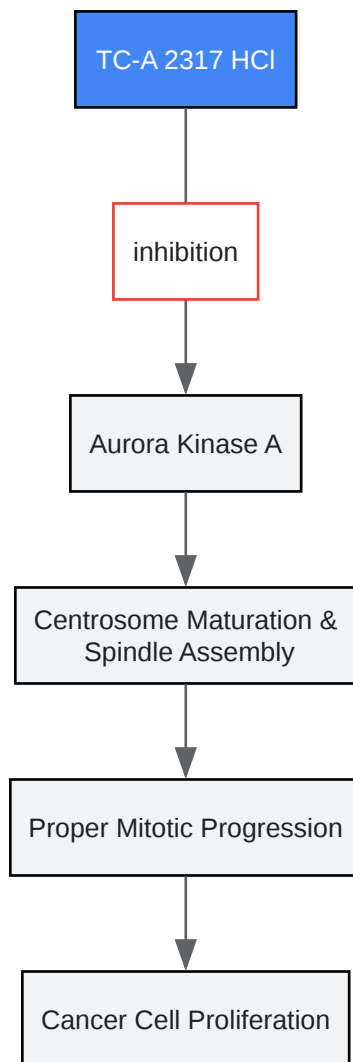 TC-A 2317 HCl
inhibition
Aurora Kinase A
Centrosome Maturation &
Spindle Assembly
Proper Mitotic Progression
Cancer Cell Proliferation